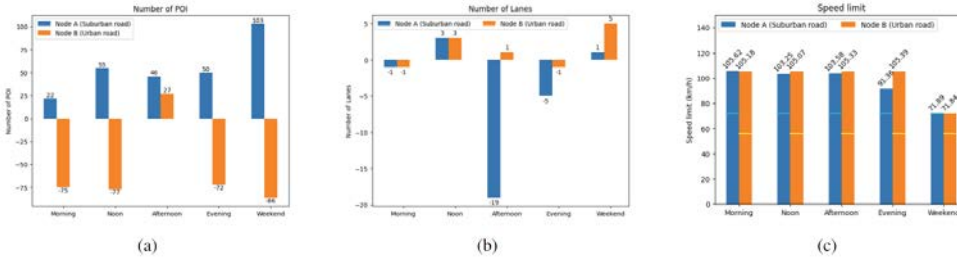 Number of POI
Node A (Suburban road)
Node B (Urban road)
Number of POI
100
75
50
25
0
-25
-50
-75
22
55
46
50
103
-75
-77
27
-72
-86
Morning
Noon
Afternoon
Evening
Weekend
(a)
Number of Lanes
Node A (Suburban road)
Node B (Urban road)
Number of Lanes
5
0
-5
-10
-15
-20
-1
-1
3
3
-19
1
-5
-1
1
5
Morning
Noon
Afternoon
Evening
Weekend
(b)
Speed limit
Node A (Suburban road)
Node B (Urban road)
Speed limit (km/h)
140
120
100
80
60
40
20
0
105.62
105.18
103.25
105.07
103.58
105.33
105.39
71.89
71.84
Morning
Noon
Afternoon
Evening
Weekend
(c)